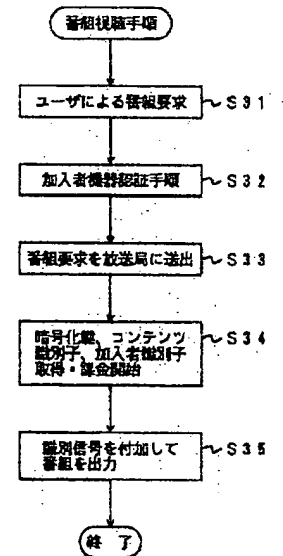 番組視聴手順
ユーザによる番組要求
S31
加入者機器認証手順
S32
番組要求を放送局に送出
S33
暗号化鍵、コンテンツ
識別子、加入者識別子
取得・課金開始
S34
識別信号を付加して
番組を出力
S35
終 了